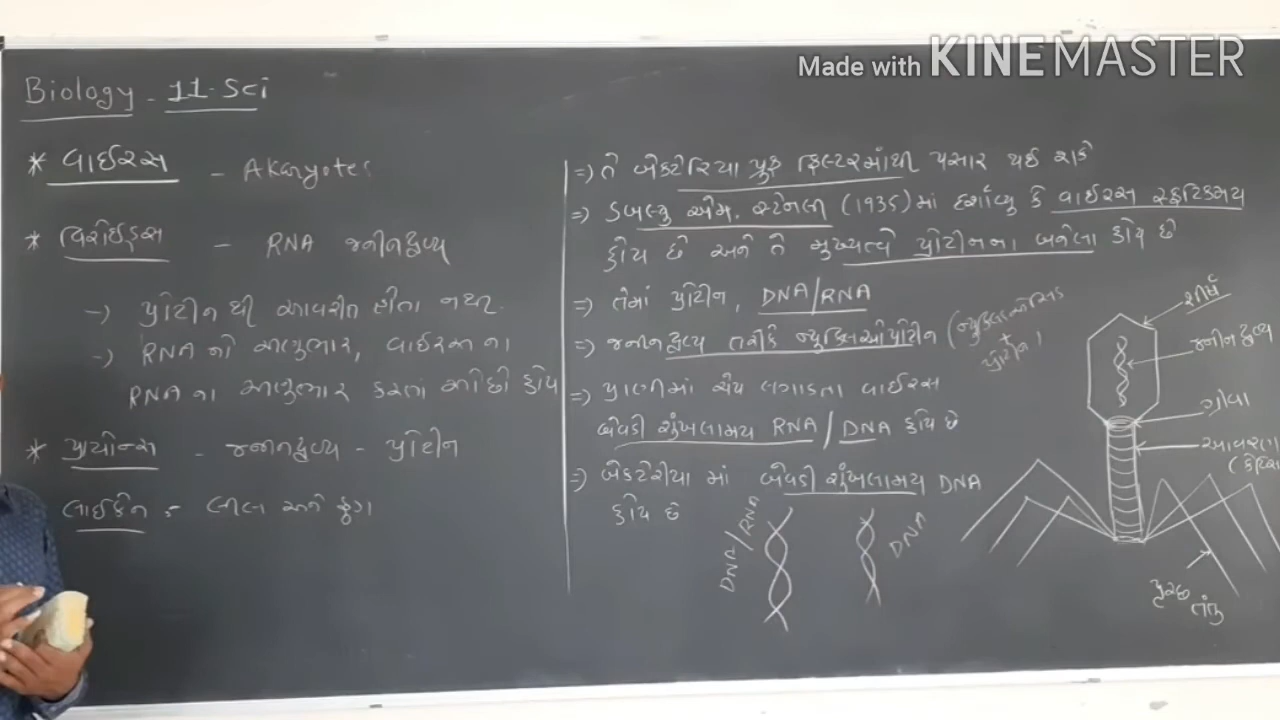 Made with KINEMASTER
Biology - 11-Sci
* વાઈરસ - Akaryotes
* વિરોઈડ્સ - RNA જનીનદ્રવ્ય
-) પ્રોટીન થી આવરીત હોતા નથી.
-) RNA નો અણુભાર, વાઈરસના
RNA ના અણુભાર કરતાં ઓછો હોય
* પ્રાયોન્સ - જનીનદ્રવ્ય - પ્રોટીન
લાઈકેન :- લીલ અને ફુગ
=) તે બેક્ટેરિયા પ્રુફ ફિલ્ટરમાંથી પસાર થઈ શકે
=) ડબલ્યુ એમ. સ્ટેનલી (1935) માં દર્શાવ્યુ કે વાઈરસ સ્ફટિકમય
હોય છે અને તે મુખ્યત્વે પ્રોટીનના બનેલા હોય છે
=) તેમાં પ્રોટીન, DNA/RNA
=) જનીનદ્રવ્ય તરીકે ન્યુક્લિઓપ્રોટીન (ન્યુક્લિકએસિડ
+
પ્રોટીન)
=) પ્રાણીમાં ચેપ લગાડતા વાઈરસ
બેવડી શૃંખલામય RNA/DNA હોય છે
=) બેક્ટેરીયા માં બેવડી શૃંખલામય DNA
હોય છે
DNA/RNA
DNA
શીર્ષ
જનીનદ્રવ્ય
ગ્રીવા
આવરણ
પુચ્છ
તંતુ